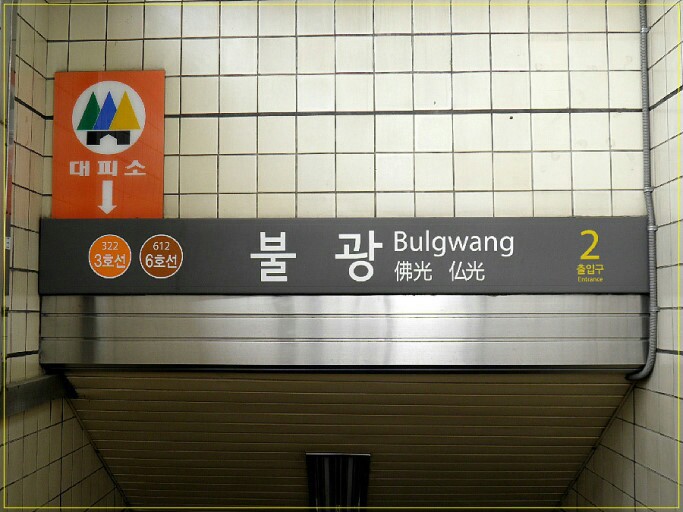 대피소
322
3호선
612
6호선
불광
Bulgwang
佛光 仏光
2
출입구
Entrance